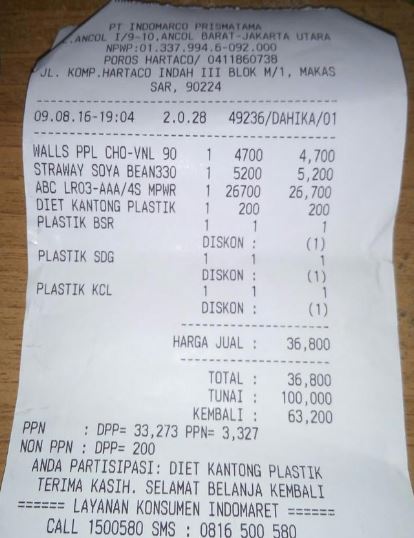 PT INDOMARCO PRISMATAMA
.ANCOL I/9-10,ANCOL BARAT-JAKARTA UTARA
NPWP:01.337.994.6-092.000
POROS HARTACO/ 0411860738
JL. KOMP.HARTACO INDAH III BLOK M/1, MAKAS
SAR, 90224
09.08.16-19:04 2.0.28 49236/DAHIKA/01
WALLS PPL CHO-VNL 90 1 4700 4,700
STRAWAY SOYA BEAN330 1 5200 5,200
ABC LR03-AAA/4S MPWR 1 26700 26,700
DIET KANTONG PLASTIK 1 200 200
PLASTIK BSR 1 1 1
DISKON : (1)
PLASTIK SDG 1 1 1
DISKON : (1)
PLASTIK KCL 1 1 1
DISKON : (1)
HARGA JUAL : 36,800
TOTAL : 36,800
TUNAI : 100,000
KEMBALI : 63,200
PPN : DPP= 33,273 PPN= 3,327
NON PPN : DPP= 200
ANDA PARTISIPASI: DIET KANTONG PLASTIK
TERIMA KASIH. SELAMAT BELANJA KEMBALI
====== LAYANAN KONSUMEN INDOMARET ======
CALL 1500580 SMS : 0816 500 580